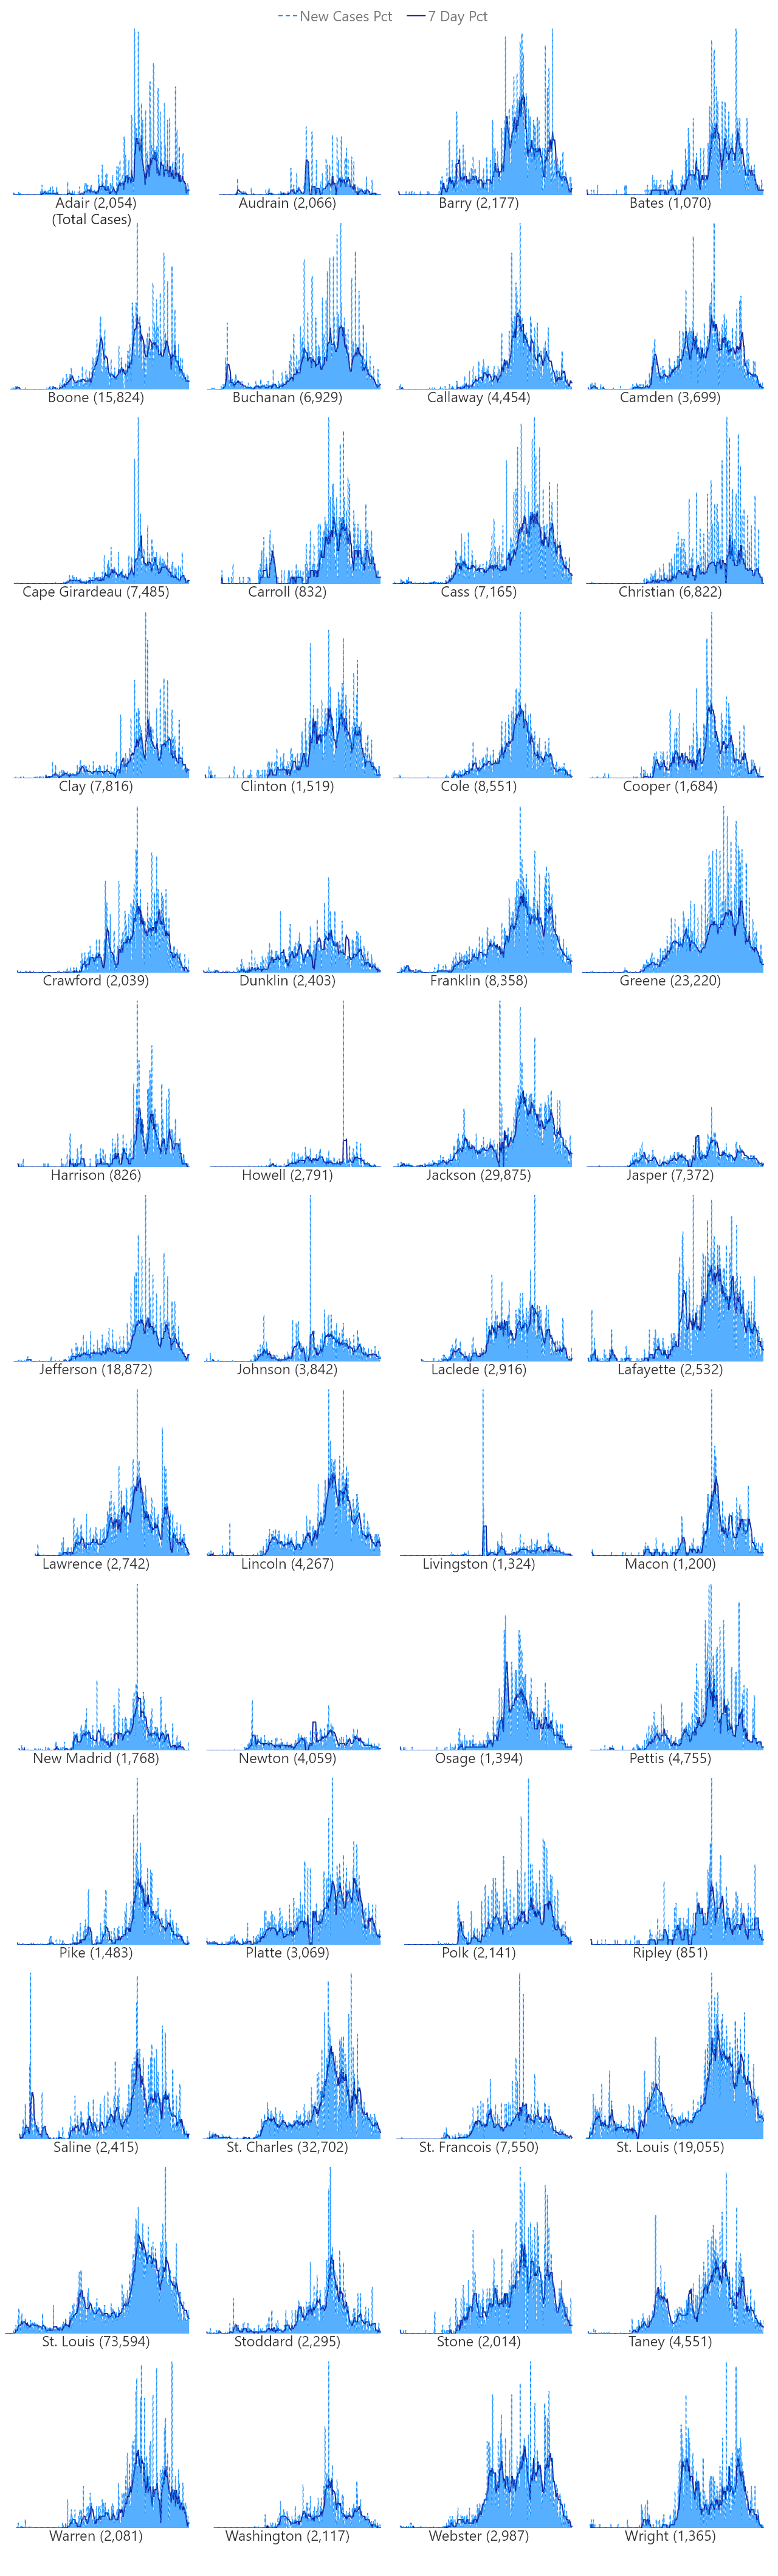 New Cases Pct 7 Day Pct
Adair (2,054) Audrain (2,066) Barry (2,177) Bates (1,070)
(Total Cases)
Boone (15,824) Buchanan (6,929) Callaway (4,454) Camden (3,699)
Cape Girardeau (7,485) Carroll (832) Cass (7,165) Christian (6,822)
Clay (7,816) Clinton (1,519) Cole (8,551) Cooper (1,684)
Crawford (2,039) Dunklin (2,403) Franklin (8,358) Greene (23,220)
Harrison (826) Howell (2,791) Jackson (29,875) Jasper (7,372)
Jefferson (18,872) Johnson (3,842) Laclede (2,916) Lafayette (2,532)
Lawrence (2,742) Lincoln (4,267) Livingston (1,324) Macon (1,200)
New Madrid (1,768) Newton (4,059) Osage (1,394) Pettis (4,755)
Pike (1,483) Platte (3,069) Polk (2,141) Ripley (851)
Saline (2,415) St. Charles (32,702) St. Francois (7,550) St. Louis (19,055)
St. Louis (73,594) Stoddard (2,295) Stone (2,014) Taney (4,551)
Warren (2,081) Washington (2,117) Webster (2,987) Wright (1,365)